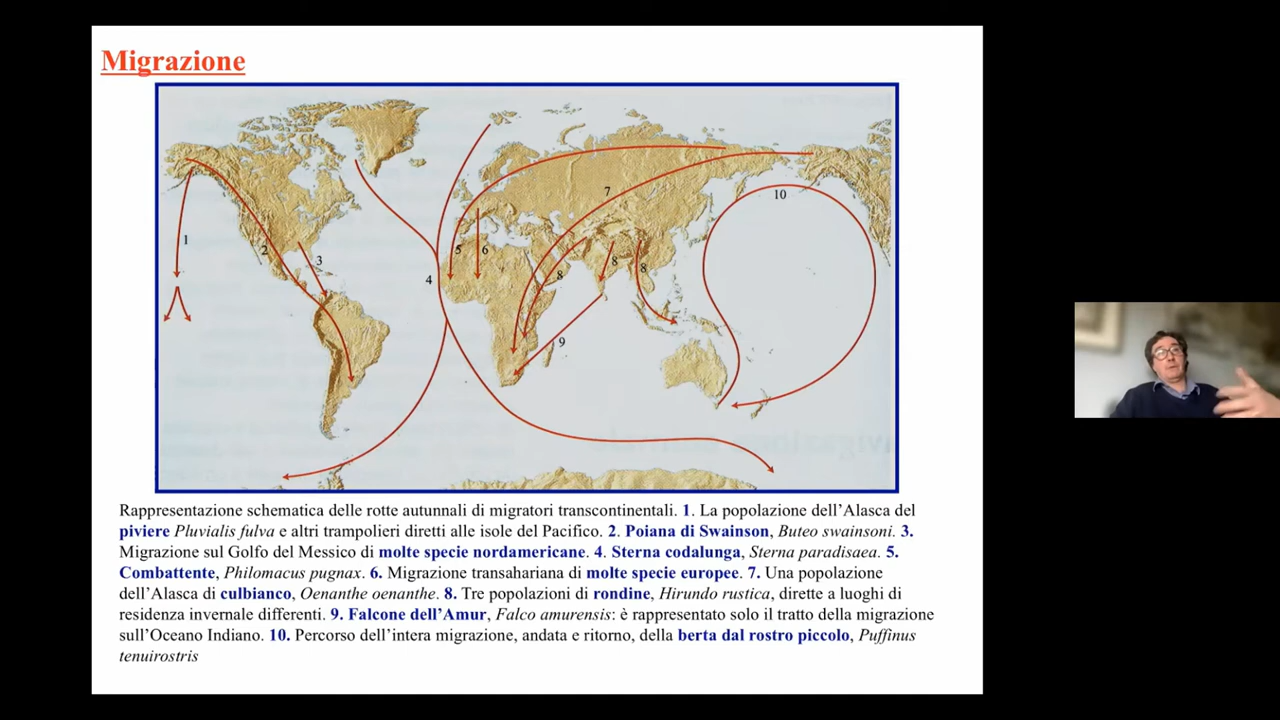 Migrazione
10
7
1
2
3
4
5
6
8
8
8
9
Rappresentazione schematica delle rotte autunnali di migratori transcontinentali. 1. La popolazione dell'Alasca del
piviere Pluvialis fulva e altri trampolieri diretti alle isole del Pacifico. 2. Poiana di Swainson, Buteo swainsoni. 3.
Migrazione sul Golfo del Messico di molte specie nordamericane. 4. Sterna codalunga, Sterna paradisaea. 5.
Combattente, Philomacus pugnax. 6. Migrazione transahariana di molte specie europee. 7. Una popolazione
dell'Alasca di culbianco, Oenanthe oenanthe. 8. Tre popolazioni di rondine, Hirundo rustica, dirette a luoghi di
residenza invernale differenti. 9. Falcone dell'Amur, Falco amurensis: è rappresentato solo il tratto della migrazione
sull'Oceano Indiano. 10. Percorso dell'intera migrazione, andata e ritorno, della berta dal rostro piccolo, Puffinus
tenuirostris